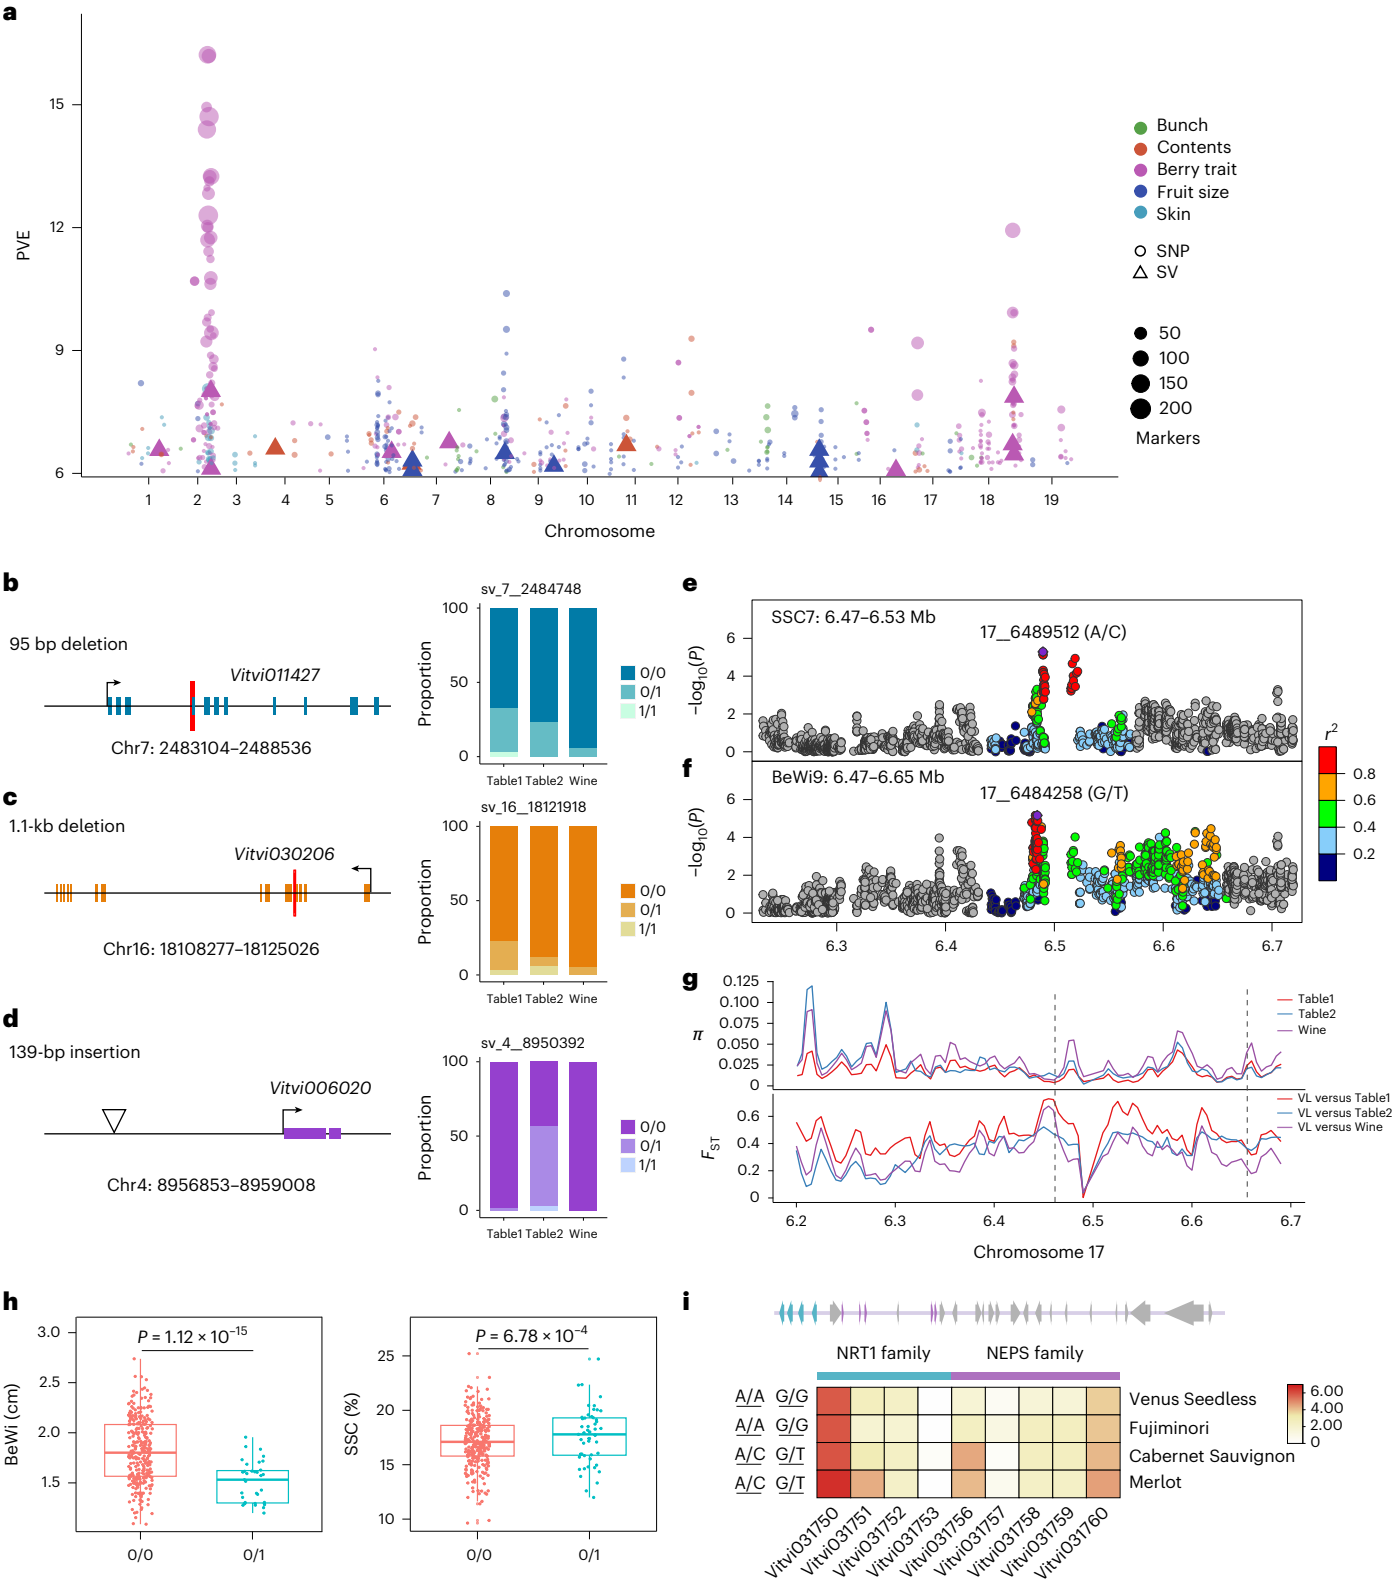 a
15
12
9
6
PVE
1 2 3 4 5 6 7 8 9 10 11 12 13 14 15 16 17 18 19
Chromosome
Bunch
Contents
Berry trait
Fruit size
Skin
SNP
SV
50
100
150
200
Markers
b
95 bp deletion
Vitvi011427
Chr7: 2483104–2488536
sv_7_2484748
100
50
0
Proportion
Table1 Table2 Wine
0/0
0/1
1/1
c
1.1-kb deletion
Vitvi030206
Chr16: 18108277–18125026
sv_16_18121918
100
50
0
Proportion
Table1 Table2 Wine
0/0
0/1
1/1
d
139-bp insertion
Vitvi006020
Chr4: 8956853–8959008
sv_4_8950392
100
50
0
Proportion
Table1 Table2 Wine
0/0
0/1
1/1
e
SSC7: 6.47–6.53 Mb
17_6489512 (A/C)
6
4
2
0
−log10(P)
f
BeWi9: 6.47–6.65 Mb
17_6484258 (G/T)
6
4
2
0
−log10(P)
6.3 6.4 6.5 6.6 6.7
r2
0.8
0.6
0.4
0.2
g
0.125
0.100
0.075
0.050
0.025
0
π
Table1
Table2
Wine
0.6
0.4
0.2
0
FST
VL versus Table1
VL versus Table2
VL versus Wine
6.2 6.3 6.4 6.5 6.6 6.7
Chromosome 17
h
3.0
2.5
2.0
1.5
BeWi (cm)
P = 1.12 × 10−15
0/0 0/1
25
20
15
10
SSC (%)
P = 6.78 × 10−4
0/0 0/1
i
NRT1 family NEPS family
A/A G/G Venus Seedless
A/A G/G Fujiminori
A/C G/T Cabernet Sauvignon
A/C G/T Merlot
6.00
4.00
2.00
0
Vitvi031750
Vitvi031751
Vitvi031752
Vitvi031753
Vitvi031756
Vitvi031757
Vitvi031758
Vitvi031759
Vitvi031760